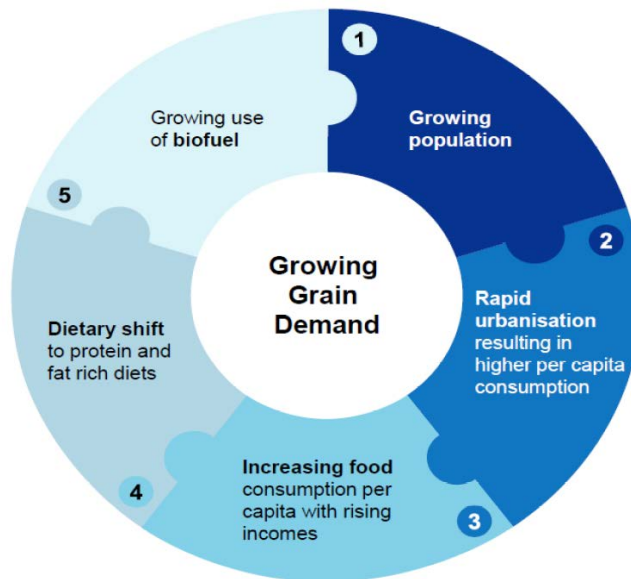 1
Growing
population
2
Rapid
urbanisation
resulting in
higher per capita
consumption
3
Increasing food
consumption per
capita with rising
incomes
4
Dietary shift
to protein and
fat rich diets
5
Growing use
of biofuel
Growing
Grain
Demand